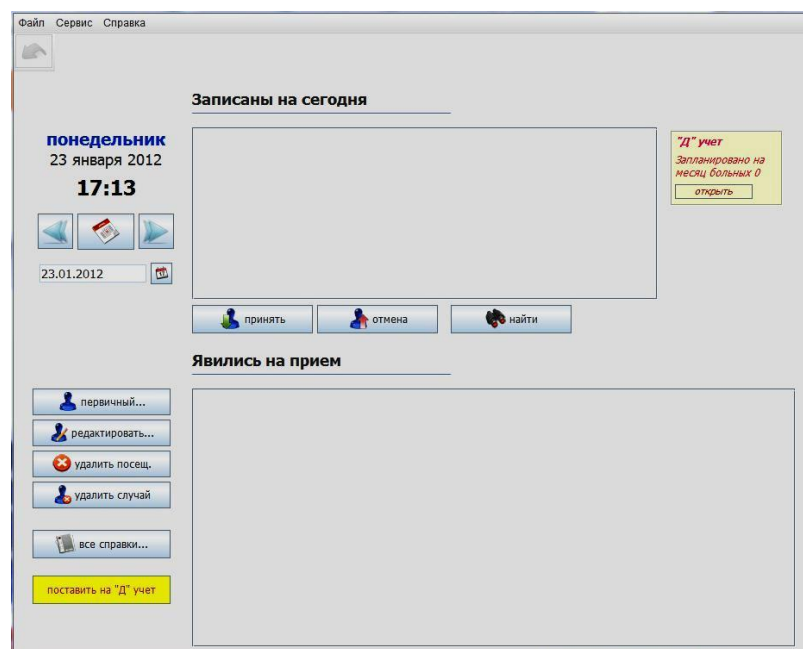 Файл Сервис Справка
Записаны на сегодня
понедельник
23 января 2012
17:13
23.01.2012
"Д" учет
Запланировано на
месяц больных 0
открыть
принять отмена найти
Явились на прием
первичный...
редактировать...
удалить посещ.
удалить случай
все справки...
поставить на "Д" учет